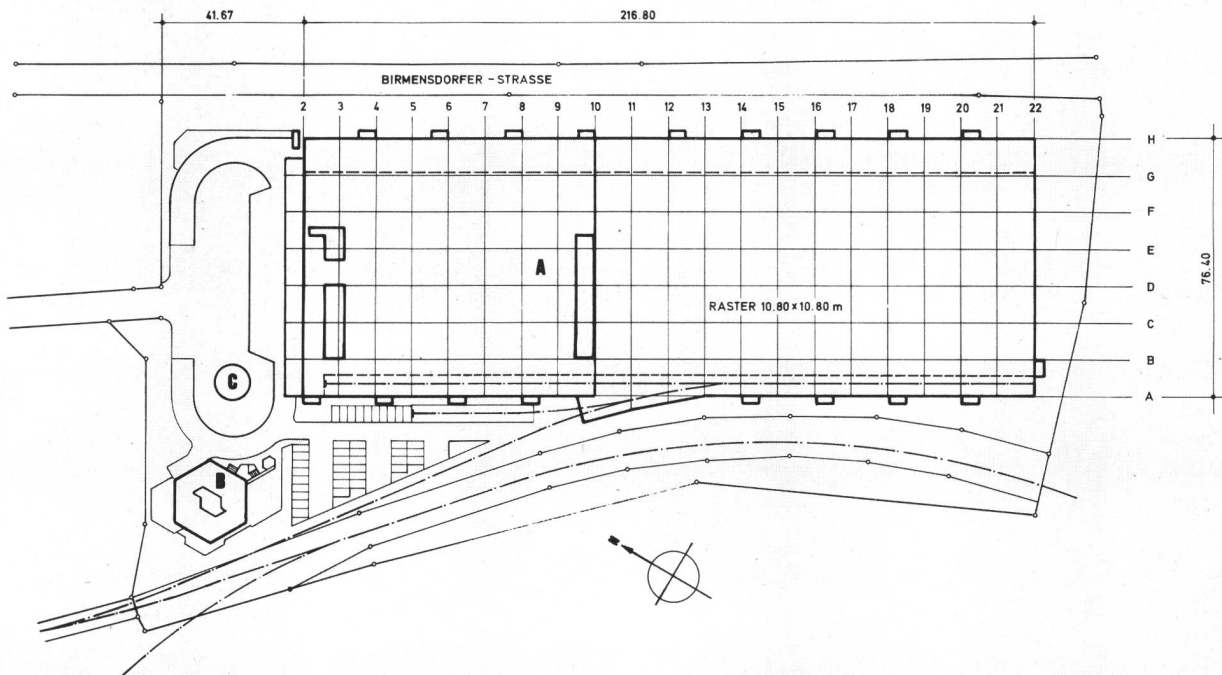 41.67
216.80
BIRMENSDORFER - STRASSE
2 3 4 5 6 7 8 9 10 11 12 13 14 15 16 17 18 19 20 21 22
H
G
F
E
D
C
B
A
76.40
A
RASTER 10.80 x 10.80 m
C
B
N